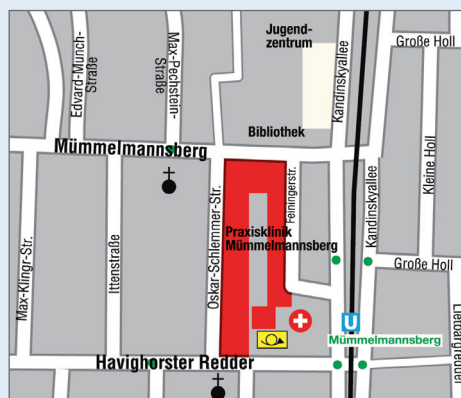 Jugend-
zentrum
Große Holl
Edvard-Munch-
Straße
Max-Pechstein-
Straße
Kandinskyallee
Bibliothek
Mümmelmannsberg
Kleine Holl
Max-Klingr-Str.
Ittenstraße
Oskar-Schlemmer-Str.
Feiningerstr.
Kandinskyallee
Praxisklinik
Mümmelmannsberg
Große Holl
U
Mümmelmannsberg
Havighorster Redder